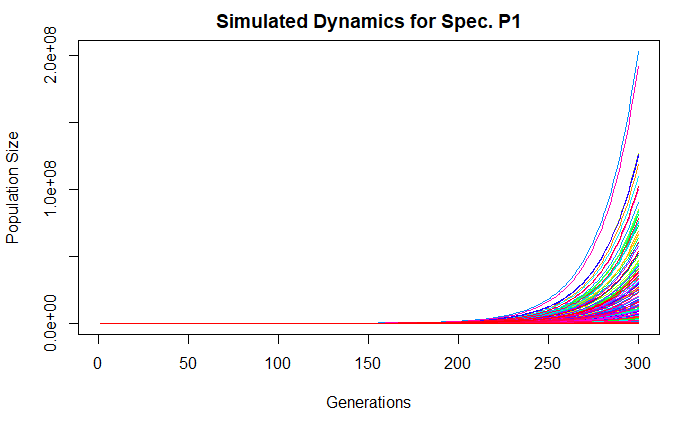 Simulated Dynamics for Spec. P1
Population Size
2.0e+08
1.0e+08
0.0e+00
0 50 100 150 200 250 300
Generations